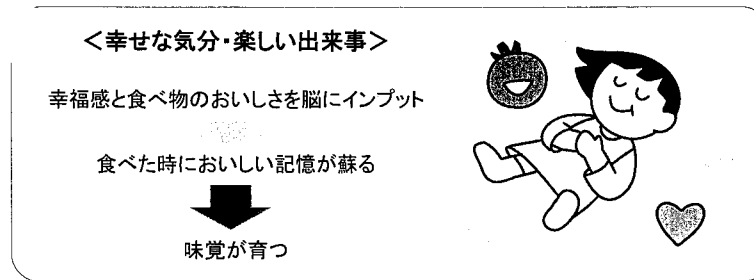 ＜幸せな気分・楽しい出来事＞
幸福感と食べ物のおいしさを脳にインプット
食べた時においしい記憶が蘇る
味覚が育つ